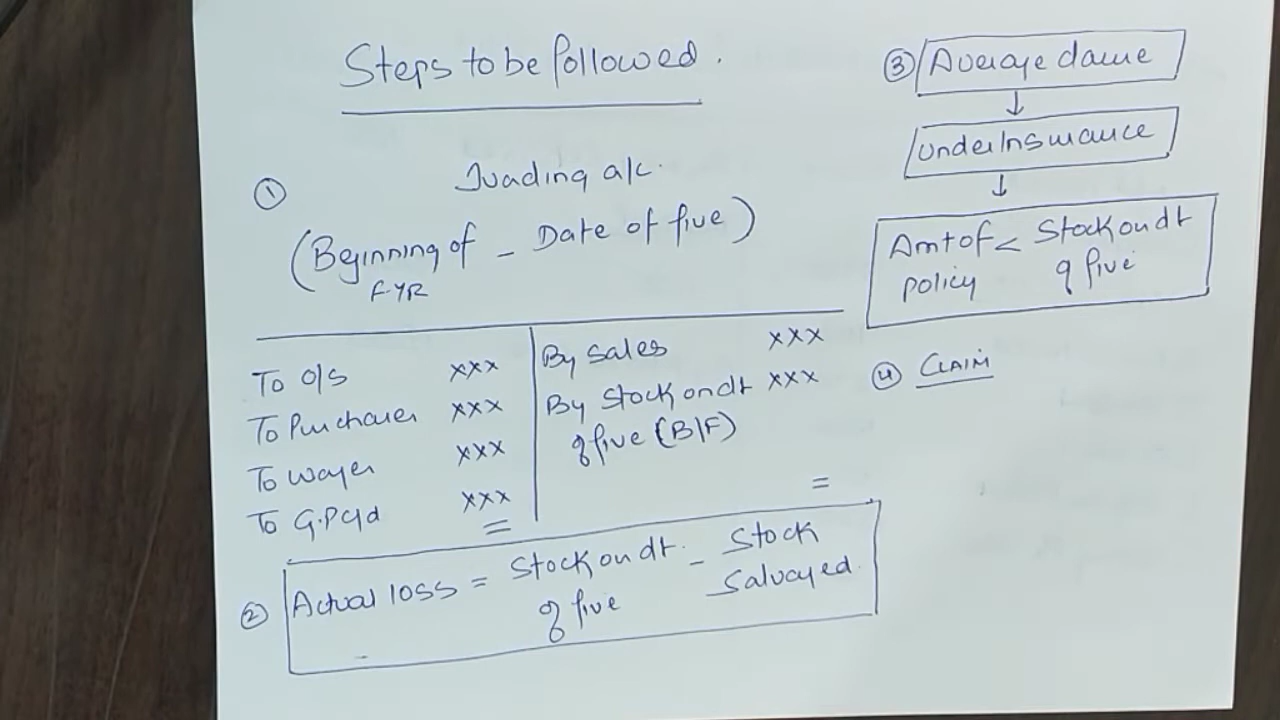 Steps to be followed.
① Trading a/c.
(Beginning of - Date of fire)
F.YR
To O/S xxx
To Purchases xxx
To Wages xxx
To G.P c/d xxx
=
By Sales xxx
By Stock on dt xxx
of fire (B/F)
=
② Actual loss = Stock on dt. - Stock
of fire Salvaged.
③ Average clause
↓
Under Insurance
↓
Amt of < Stock on dt
policy of fire
④ CLAIM